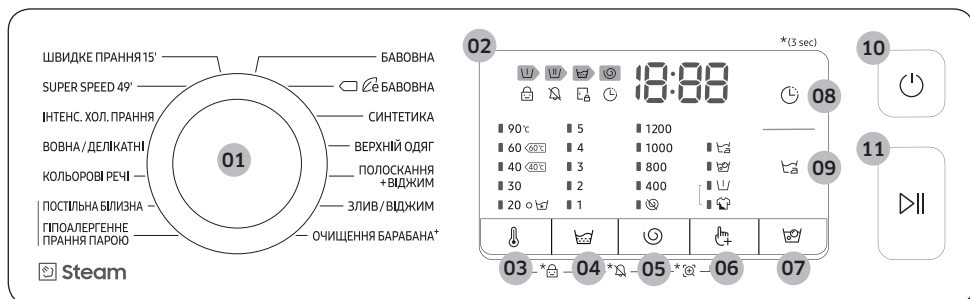 ШВИДКЕ ПРАННЯ 15'
SUPER SPEED 49'
ІНТЕНС. ХОЛ. ПРАННЯ
ВОВНА / ДЕЛІКАТНІ
КОЛЬОРОВІ РЕЧІ
ПОСТІЛЬНА БІЛИЗНА
ГІПОАЛЕРГЕННЕ
ПРАННЯ ПАРОЮ
01
БАВОВНА
ё БАВОВНА
СИНТЕТИКА
ВЕРХНІЙ ОДЯГ
ПОЛОСКАННЯ
+ВІДЖИМ
ЗЛИВ / ВІДЖИМ
ОЧИЩЕННЯ БАРАБАНА+
Steam
02
*(3 sec)
18:88
90℃ 5 1200
60 60℃ 4 1000
40 40℃ 3 800
30 2 400
20 1
03 * 04 * 05 * 06 07
08
09
10
11